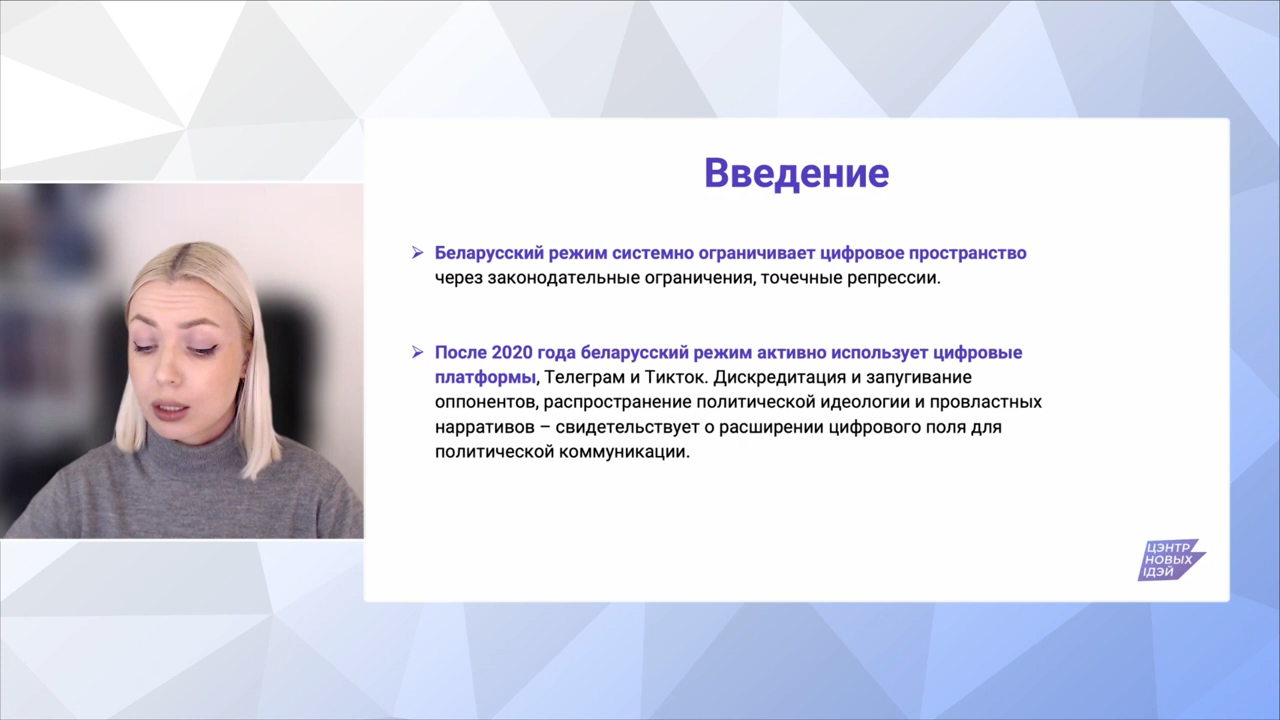 Введение
Беларусский режим системно ограничивает цифровое пространство
через законодательные ограничения, точечные репрессии.
После 2020 года беларусский режим активно использует цифровые
платформы, Телеграм и Тикток. Дискредитация и запугивание
оппонентов, распространение политической идеологии и провластных
нарративов – свидетельствует о расширении цифрового поля для
политической коммуникации.
ЦЭНТР
НОВЫХ
ІДЭЙ